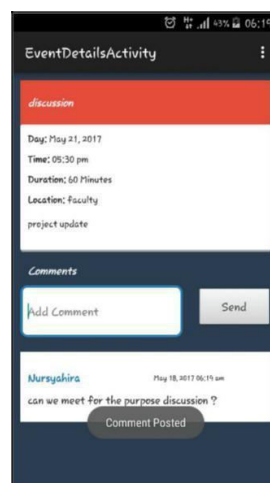 43% 06:19
EventDetailsActivity
discussion
Day: May 21, 2017
Time: 05:30 pm
Duration: 60 Minutes
Location: faculty
project update
Comments
Add Comment
Send
Nursyahira May 18, 2017 06:19 am
can we meet for the purpose discussion ?
Comment Posted